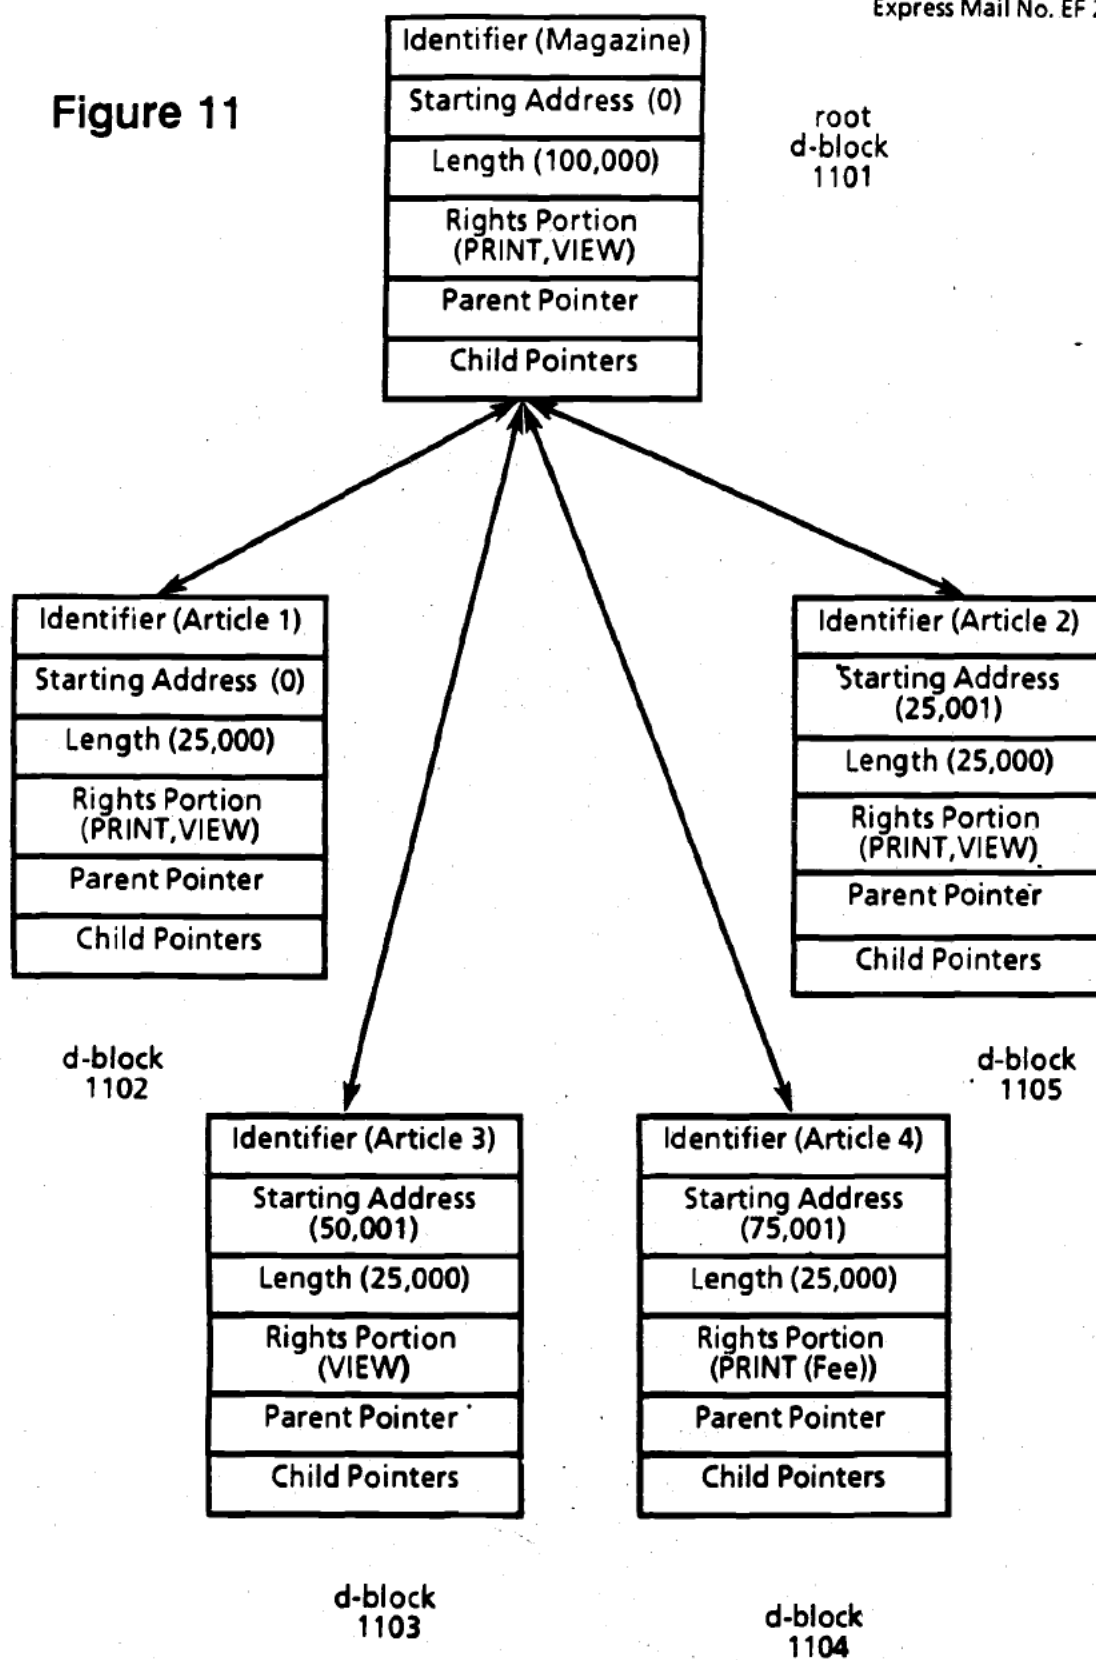 Express Mail No. EF
Figure 11
Identifier (Magazine)
Starting Address (0)
Length (100,000)
Rights Portion
(PRINT,VIEW)
Parent Pointer
Child Pointers
root
d-block
1101
Identifier (Article 1)
Starting Address (0)
Length (25,000)
Rights Portion
(PRINT,VIEW)
Parent Pointer
Child Pointers
d-block
1102
Identifier (Article 2)
Starting Address
(25,001)
Length (25,000)
Rights Portion
(PRINT,VIEW)
Parent Pointer
Child Pointers
d-block
1105
Identifier (Article 3)
Starting Address
(50,001)
Length (25,000)
Rights Portion
(VIEW)
Parent Pointer
Child Pointers
d-block
1103
Identifier (Article 4)
Starting Address
(75,001)
Length (25,000)
Rights Portion
(PRINT (Fee))
Parent Pointer
Child Pointers
d-block
1104